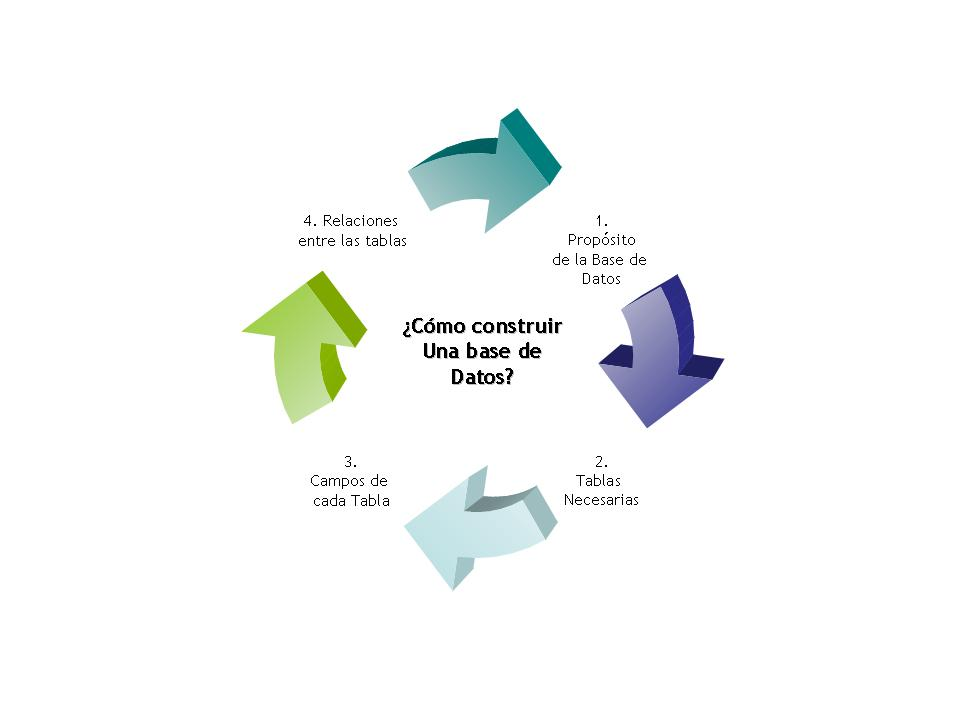 ¿Cómo construir
Una base de
Datos?
1.
Propósito
de la Base de
Datos
2.
Tablas
Necesarias
3.
Campos de
cada Tabla
4. Relaciones
entre las tablas